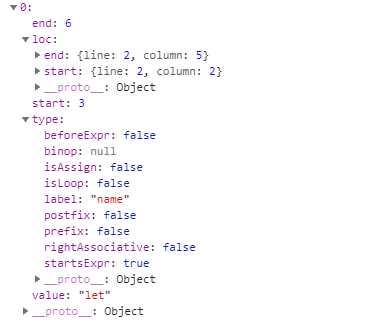 ▼0:
end: 6
▼loc:
▶end: {line: 2, column: 5}
▶start: {line: 2, column: 2}
▶__proto__: Object
start: 3
▼type:
beforeExpr: false
binop: null
isAssign: false
isLoop: false
label: "name"
postfix: false
prefix: false
rightAssociative: false
startsExpr: true
▶__proto__: Object
value: "let"
▶__proto__: Object